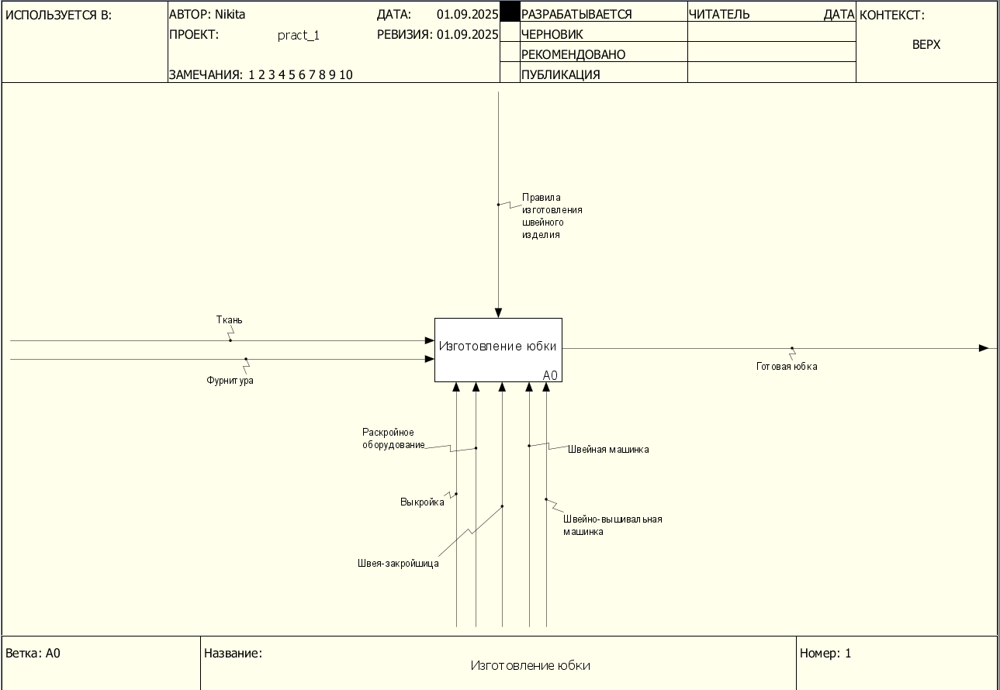 ИСПОЛЬЗУЕТСЯ В:
АВТОР: Nikita
ДАТА: 01.09.2025
РАЗРАБАТЫВАЕТСЯ
ЧИТАТЕЛЬ
ДАТА
КОНТЕКСТ:
ПРОЕКТ: pract_1
РЕВИЗИЯ: 01.09.2025
ЧЕРНОВИК
ВЕРХ
РЕКОМЕНДОВАНО
ЗАМЕЧАНИЯ: 1 2 3 4 5 6 7 8 9 10
ПУБЛИКАЦИЯ
Правила
изготовления
швейного
изделия
Ткань
Фурнитура
Изготовление юбки
A0
Готовая юбка
Раскройное
оборудование
Швейная машинка
Выкройка
Швейно-вышивальная
машинка
Швея-закройшица
Ветка: A0
Название:
Изготовление юбки
Номер: 1